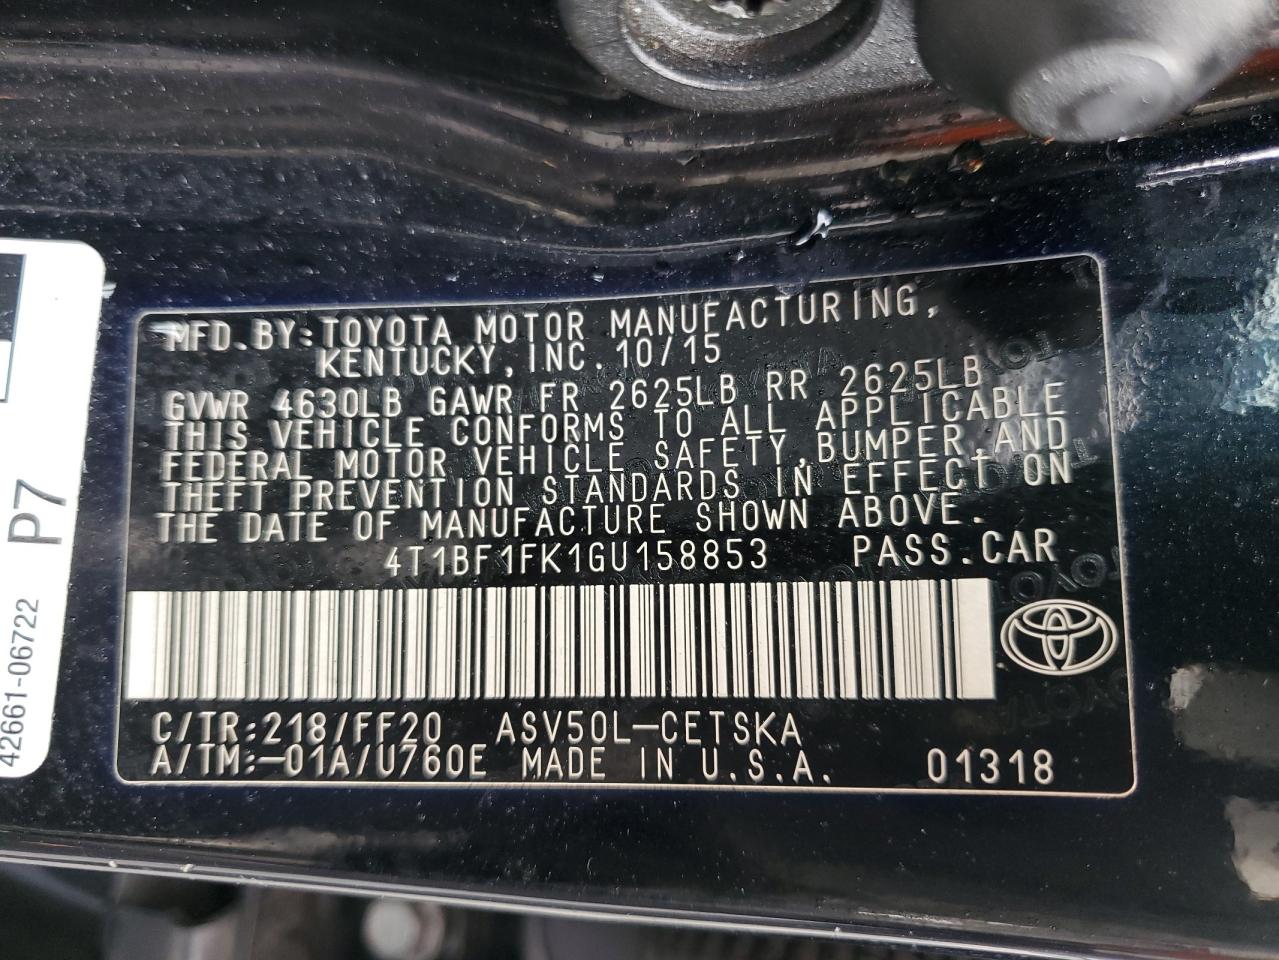 MFD.BY:TOYOTA MOTOR MANUFACTURING,
KENTUCKY,INC.10/15
GVWR 4630LB GAWR FR 2625LB RR 2625LB
THIS VEHICLE CONFORMS TO ALL APPLICABLE
FEDERAL MOTOR VEHICLE SAFETY,BUMPER,AND
THEFT PREVENTION STANDARDS IN EFFECT ON
THE DATE OF MANUFACTURE SHOWN ABOVE.
4T1BF1FK1GU158853 PASS.CAR
C/TR:218/FF20 ASV50L-CETSKA
A/TM:-01A/U760E MADE IN U.S.A. 01318
42661-06722 P7